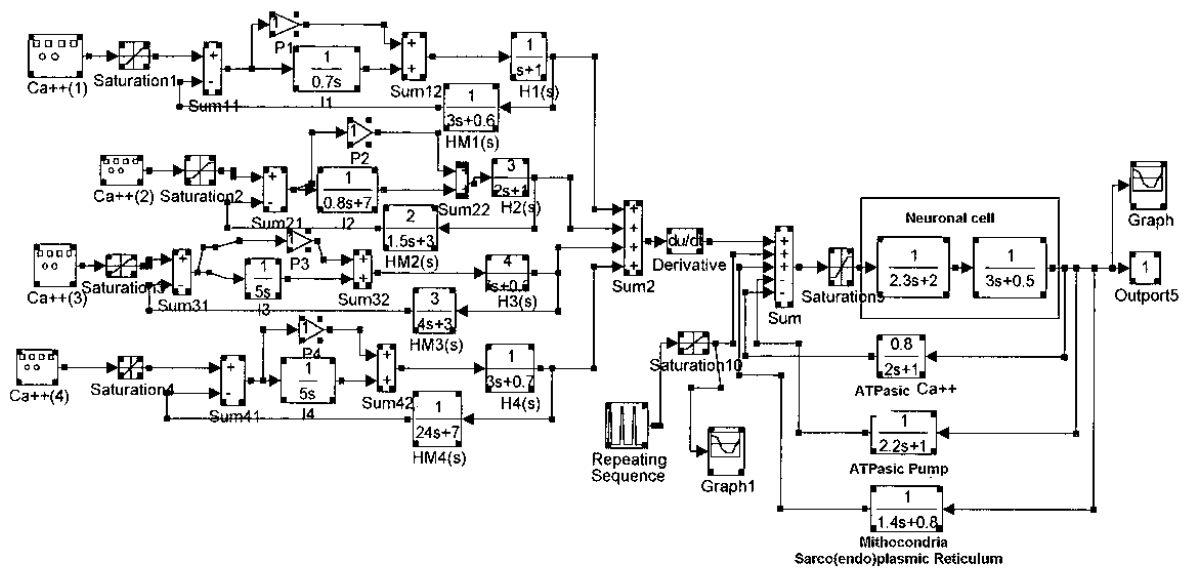 Ca++(1)
Saturation1
+
-
Sum11
1
P1
1
0.7s
I1
+
+
Sum12
1
s+1
H1(s)
1
3s+0.6
HM1(s)
Ca++(2)
Saturation2
+
-
Sum21
1
P2
1
0.8s+7
I2
Sum22
3
2s+1
H2(s)
2
1.5s+3
HM2(s)
Ca++(3)
Saturation3
+
-
Sum31
1
P3
1
5s
I3
+
+
Sum32
4
H3(s)
3
4s+3
HM3(s)
Ca++(4)
Saturation4
+
-
Sum41
1
P4
1
5s
I4
+
+
Sum42
1
3s+0.7
H4(s)
1
24s+7
HM4(s)
+
+
+
+
Sum2
du/dt
Derivative
Repeating
Sequence
Saturation10
Graph1
+
+
+
-
-
Sum
Saturation5
Neuronal cell
1
2.3s+2
1
3s+0.5
Graph
1
Outport5
0.8
2s+1
ATPasic Ca++
1
2.2s+1
ATPasic Pump
1
1.4s+0.8
Mithocondria
Sarco(endo)plasmic Reticulum